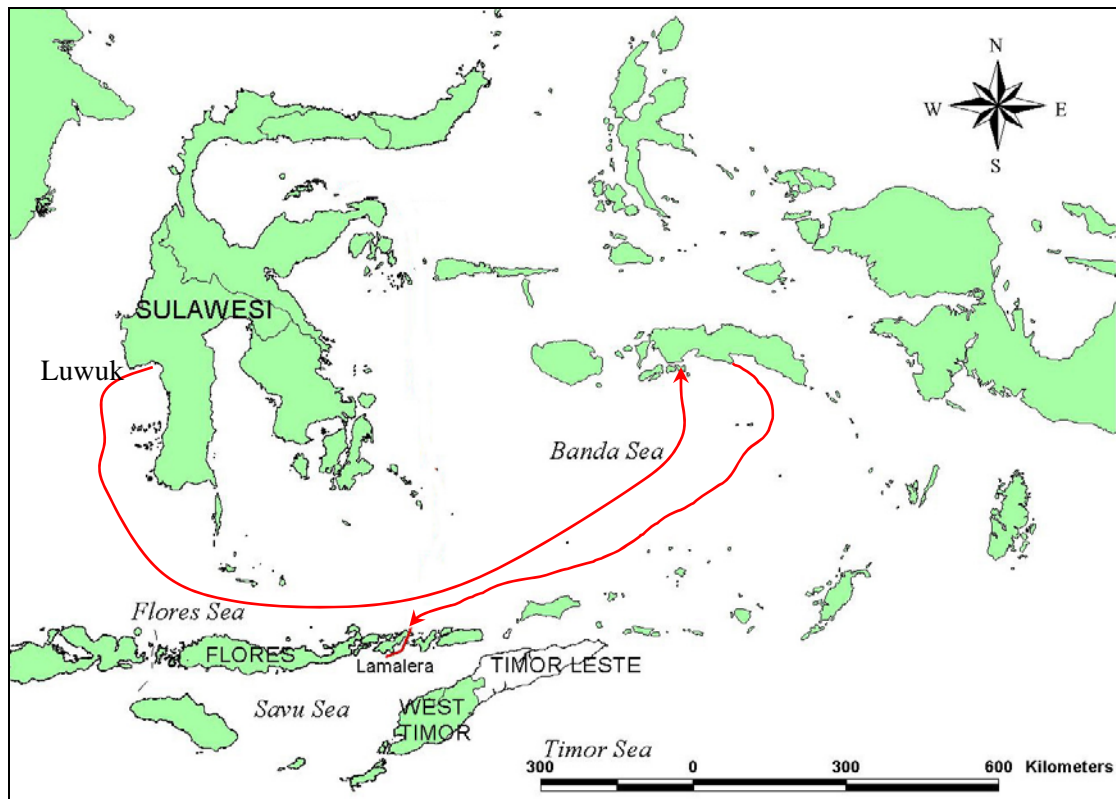 N
W E
S
SULAWESI
Luwuk
Banda Sea
Flores Sea
FLORES
Lamalera
TIMOR LESTE
Savu Sea
WEST
TIMOR
Timor Sea
300 0 300 600 Kilometers